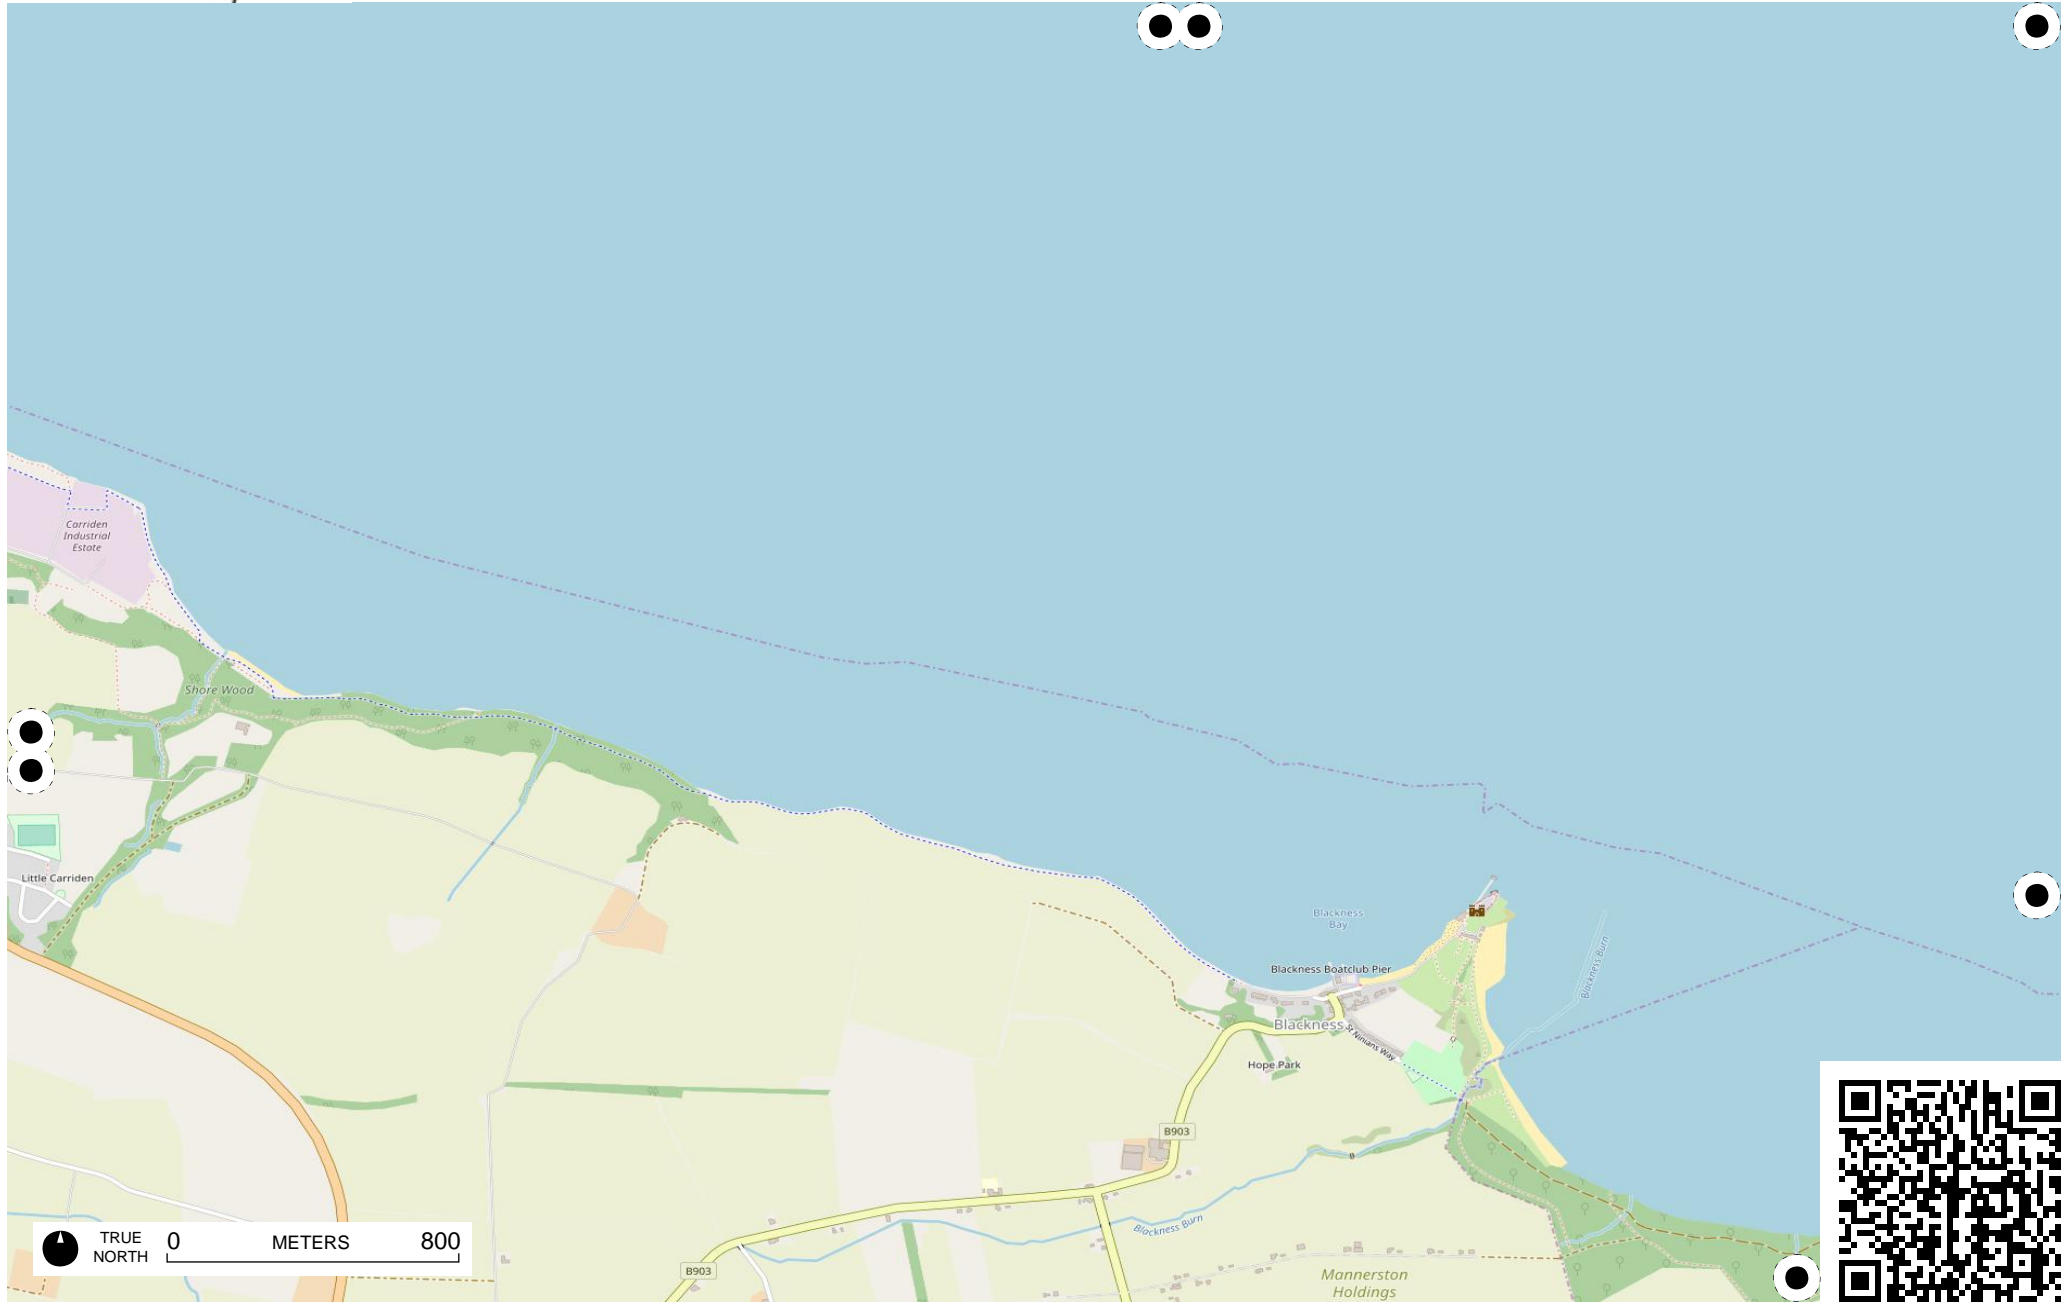 Carriden
Industrial
Estate
Shore Wood
Little Carriden
Blackness
Bay
Blackness Boatclub Pier
Blackness Burn
Blackness
St Ninians Way
Hope Park
B903
Blackness Burn
B903
Mannerston
Holdings
TRUE
NORTH
0 METERS 800